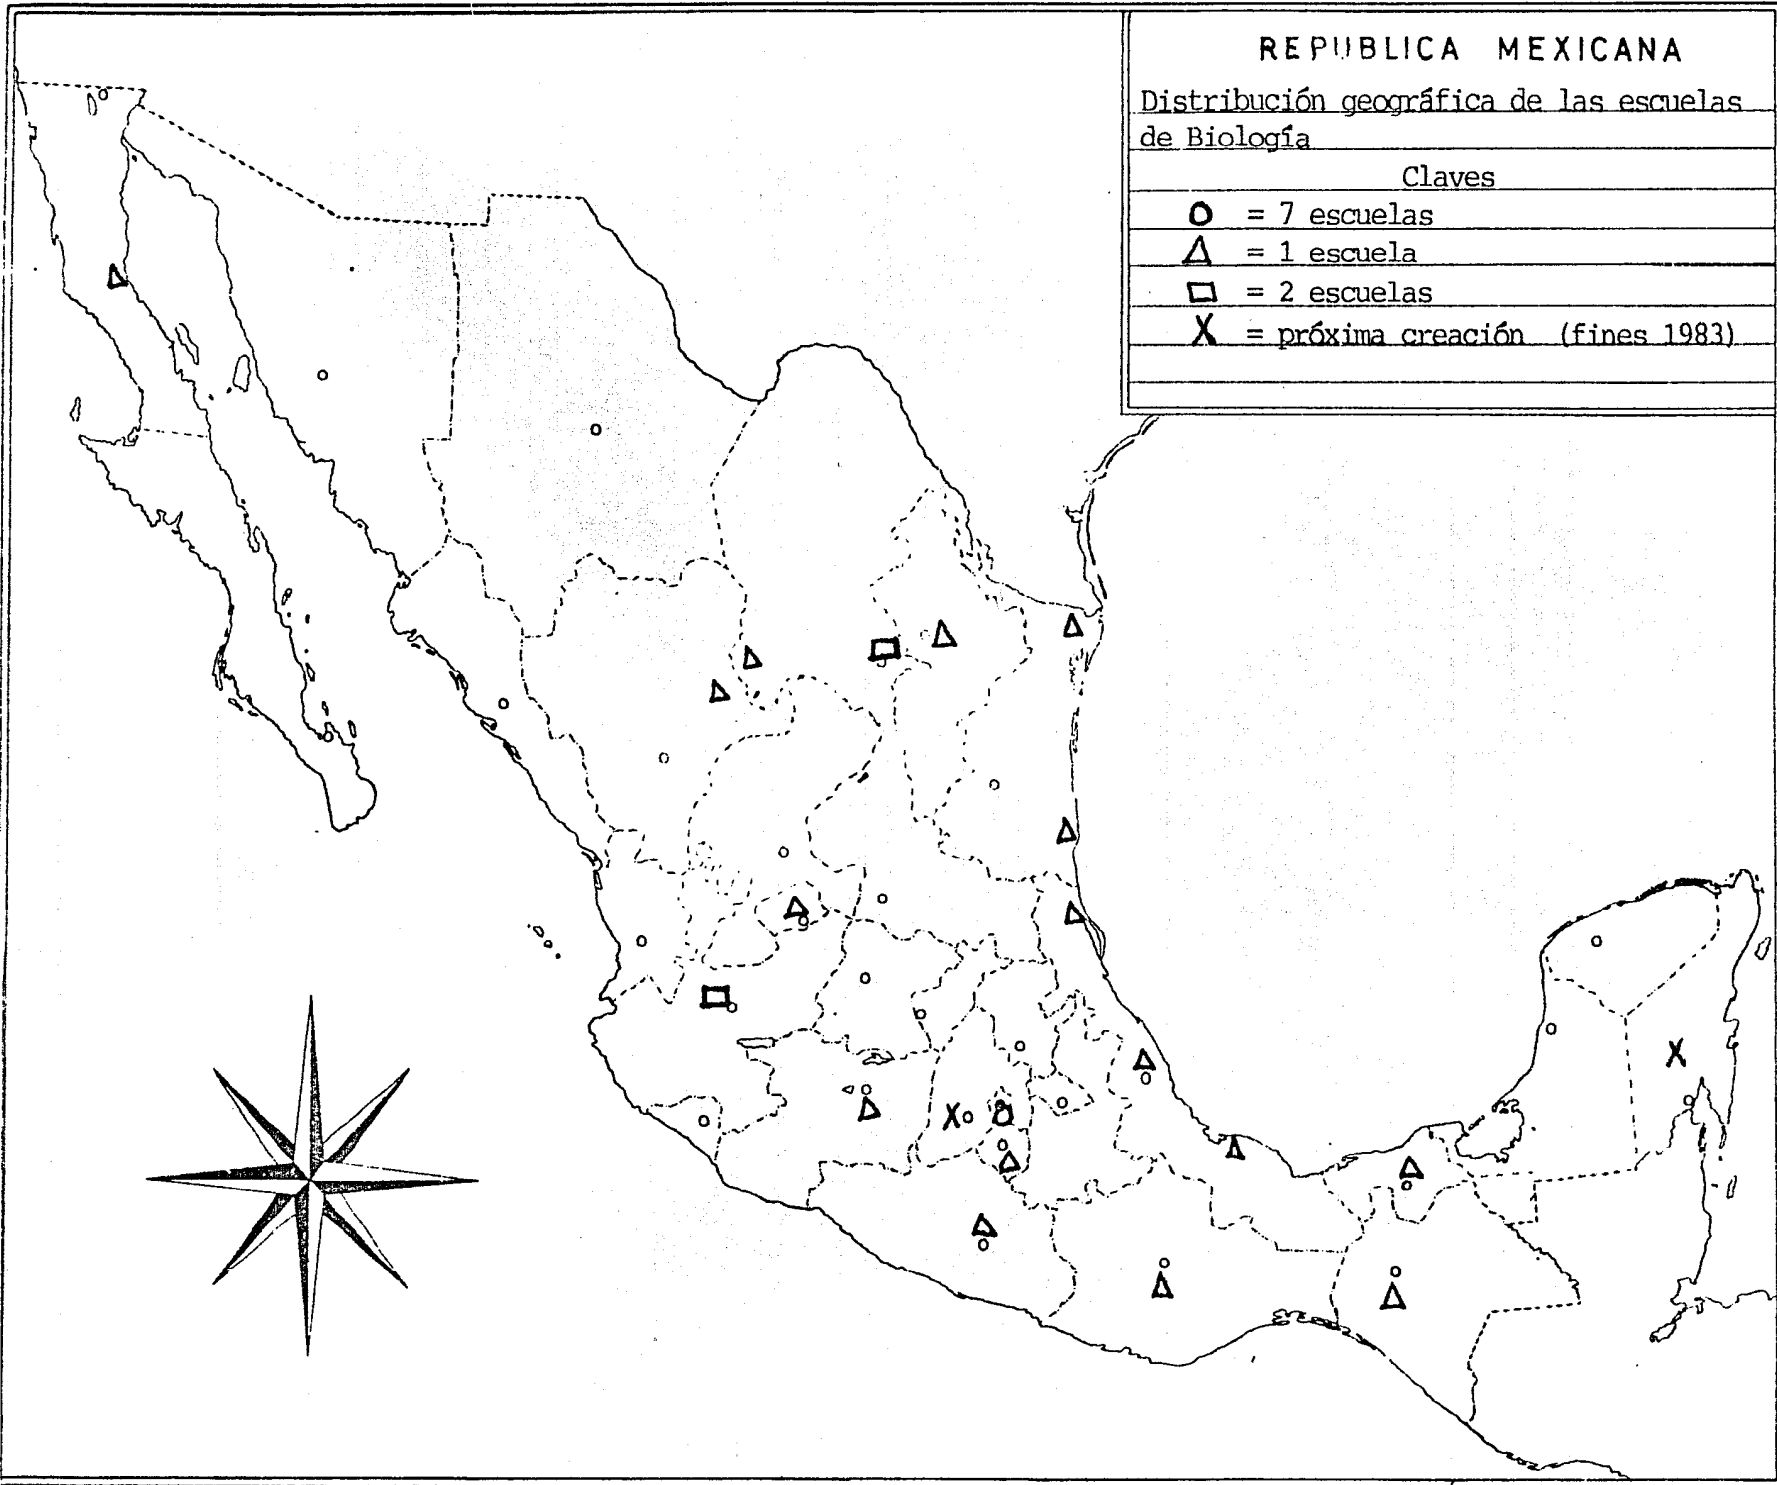 REPUBLICA MEXICANA
Distribución geográfica de las escuelas
de Biología
Claves
O = 7 escuelas
△ = 1 escuela
▭ = 2 escuelas
X = próxima creación (fines 1983)
X
X